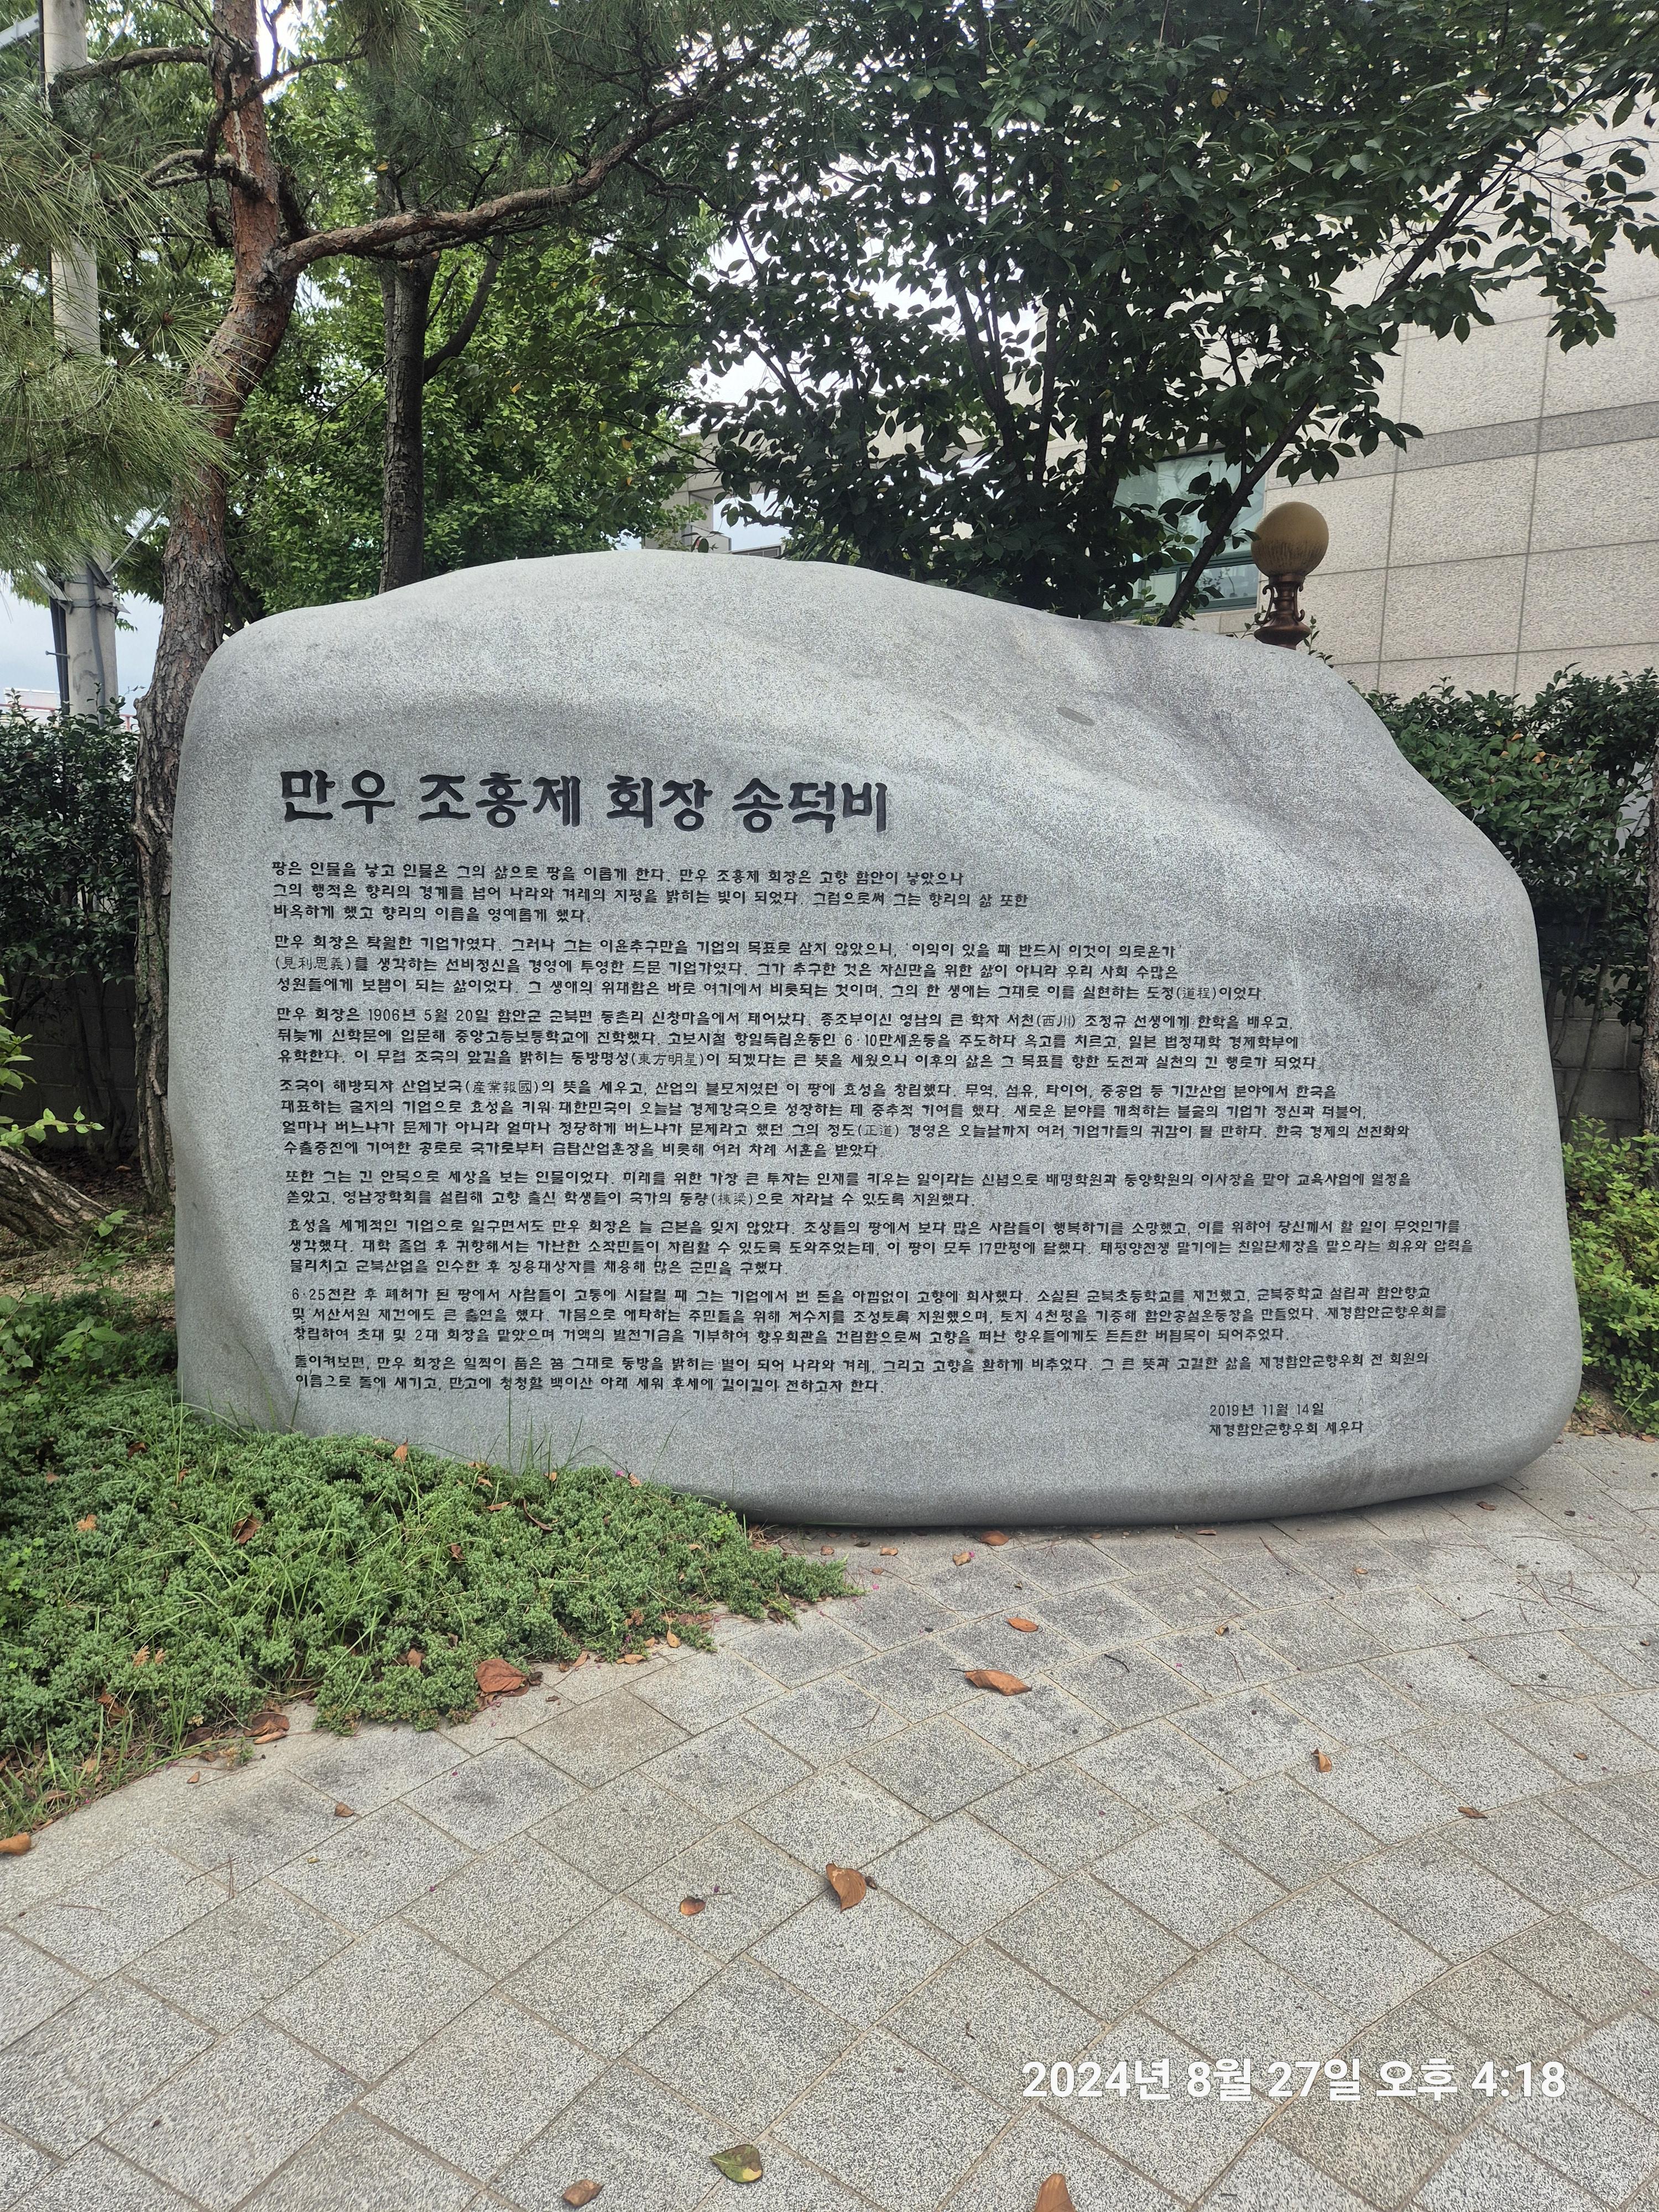 만우 조홍제 회장 송덕비
땅은 인물을 낳고 인물은 그의 삶으로 땅을 이롭게 한다. 만우 조홍제 회장은 고향 함안이 낳았으나
그의 행적은 향리의 경계를 넘어 나라와 겨레의 지평을 밝히는 빛이 되었다. 그럼으로써 그는 향리의 삶 또한
비옥하게 했고 향리의 이름을 영예롭게 했다.
만우 회장은 탁월한 기업가였다. 그러나 그는 이윤추구만을 기업의 목표로 삼지 않았으니, '이익이 있을 때 반드시 이것이 의로운가'
(見利思義)를 생각하는 선비정신을 경영에 투영한 드문 기업가였다. 그가 추구한 것은 자신만을 위한 삶이 아니라 우리 사회 수많은
성원들에게 보탬이 되는 삶이었다. 그 생애의 위대함은 바로 여기에서 비롯되는 것이며, 그의 한 생애는 그대로 이를 실현하는 도정(道程)이었다.
만우 회장은 1906년 5월 20일 함안군 군북면 동촌리 신창마을에서 태어났다. 종조부이신 영남의 큰 학자 서천(西川) 조정규 선생에게 한학을 배우고,
뒤늦게 신학문에 입문해 중앙고등보통학교에 진학했다. 고보시절 항일독립운동인 6·10만세운동을 주도하다 옥고를 치르고, 일본 법정대학 경제학부에
유학한다. 이 무렵 조국의 앞길을 밝히는 동방명성(東方明星)이 되겠다는 큰 뜻을 세웠으니 이후의 삶은 그 목표를 향한 도전과 실천의 긴 행로가 되었다.
조국이 해방되자 산업보국(産業報國)의 뜻을 세우고, 산업의 불모지였던 이 땅에 효성을 창립했다. 무역, 섬유, 타이어, 중공업 등 기간산업 분야에서 한국을
대표하는 굴지의 기업으로 효성을 키워 대한민국이 오늘날 경제강국으로 성장하는 데 중추적 기여를 했다. 새로운 분야를 개척하는 불굴의 기업가 정신과 더불어,
얼마나 버느냐가 문제가 아니라 얼마나 정당하게 버느냐가 문제라고 했던 그의 정도(正道) 경영은 오늘날까지 여러 기업가들의 귀감이 될 만하다. 한국 경제의 선진화와
수출증진에 기여한 공로로 국가로부터 금탑산업훈장을 비롯해 여러 차례 서훈을 받았다.
또한 그는 긴 안목으로 세상을 보는 인물이었다. 미래를 위한 가장 큰 투자는 인재를 키우는 일이라는 신념으로 배명학원과 동양학원의 이사장을 맡아 교육사업에 열정을
쏟았고, 영남장학회를 설립해 고향 출신 학생들이 국가의 동량(棟梁)으로 자라날 수 있도록 지원했다.
효성을 세계적인 기업으로 일구면서도 만우 회장은 늘 근본을 잊지 않았다. 조상들의 땅에서 보다 많은 사람들이 행복하기를 소망했고, 이를 위하여 당신께서 할 일이 무엇인가를
생각했다. 대학 졸업 후 귀향해서는 가난한 소작민들이 자립할 수 있도록 도와주었는데, 이 땅이 모두 17만평에 달했다. 태평양전쟁 말기에는 친일단체장을 맡으라는 회유와 압력을
물리치고 군북산업을 인수한 후 징용대상자를 채용해 많은 군민을 구했다.
6·25전란 후 폐허가 된 땅에서 사람들이 고통에 시달릴 때 그는 기업에서 번 돈을 아낌없이 고향에 희사했다. 소실된 군북초등학교를 재건했고, 군북중학교 설립과 함안향교
및 서산서원 재건에도 큰 출연을 했다. 가뭄으로 애타하는 주민들을 위해 저수지를 조성토록 지원했으며, 토지 4천평을 기증해 함안공설운동장을 만들었다. 재경함안군향우회를
창립하여 초대 및 2대 회장을 맡았으며 거액의 발전기금을 기부하여 향우회관을 건립함으로써 고향을 떠난 향우들에게도 든든한 버팀목이 되어주었다.
돌이켜보면, 만우 회장은 일찍이 품은 꿈 그대로 동방을 밝히는 별이 되어 나라와 겨레, 그리고 고향을 환하게 비추었다. 그 큰 뜻과 고결한 삶을 재경함안군향우회 전 회원의
이름으로 돌에 새기고, 만고에 청청할 백이산 아래 세워 후세에 길이길이 전하고자 한다.
2019년 11월 14일
재경함안군향우회 세우다
2024년 8월 27일 오후 4:18